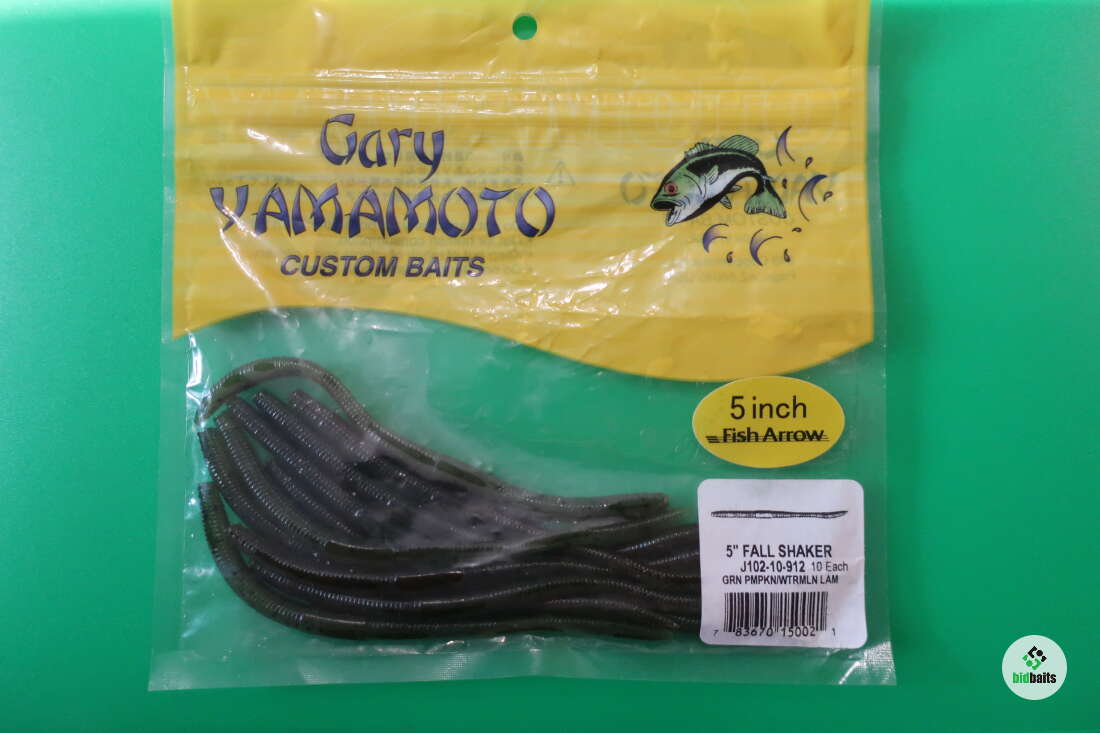 Gary
YAMAMOTO
CUSTOM BAITS
5 inch
Fish Arrow
5" FALL SHAKER
J102-10-912 10 Each
GRN PMPKN/WTRMLN LAM
7 83670 15002 1
bidbaits